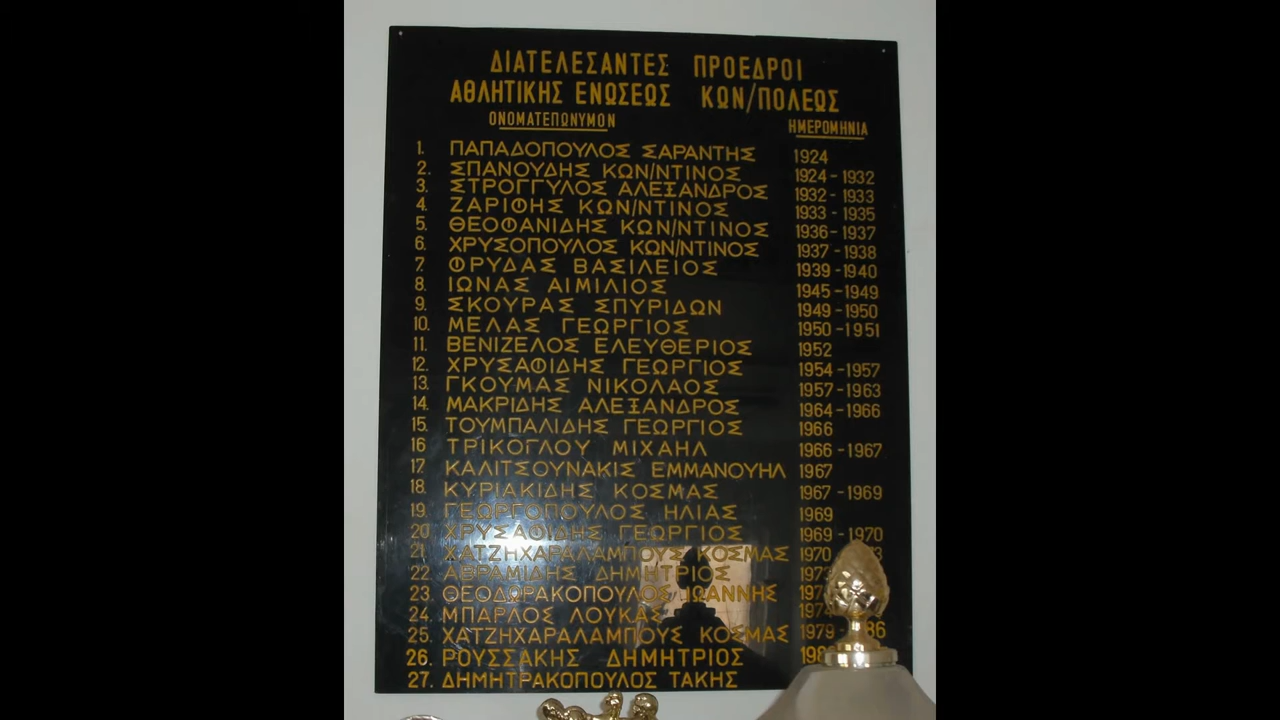 ΔΙΑΤΕΛΕΣΑΝΤΕΣ ΠΡΟΕΔΡΟΙ
ΑΘΛΗΤΙΚΗΣ ΕΝΩΣΕΩΣ ΚΩΝ/ΠΟΛΕΩΣ
ΟΝΟΜΑΤΕΠΩΝΥΜΟΝ ΗΜΕΡΟΜΗΝΙΑ
1. ΠΑΠΑΔΟΠΟΥΛΟΣ ΣΑΡΑΝΤΗΣ 1924
2. ΣΠΑΝΟΥΔΗΣ ΚΩΝ/ΝΤΙΝΟΣ 1924 - 1932
3. ΣΤΡΟΓΓΥΛΟΣ ΑΛΕΞΑΝΔΡΟΣ 1932 - 1933
4. ΖΑΡΙΦΗΣ ΚΩΝ/ΝΤΙΝΟΣ 1933 - 1935
5. ΘΕΟΦΑΝΙΔΗΣ ΚΩΝ/ΝΤΙΝΟΣ 1936 - 1937
6. ΧΡΥΣΟΠΟΥΛΟΣ ΚΩΝ/ΝΤΙΝΟΣ 1937 - 1938
7. ΦΡΥΔΑΣ ΒΑΣΙΛΕΙΟΣ 1939 - 1940
8. ΙΩΝΑΣ ΑΙΜΙΛΙΟΣ 1945 - 1949
9. ΣΚΟΥΡΑΣ ΣΠΥΡΙΔΩΝ 1949 - 1950
10. ΜΕΛΑΣ ΓΕΩΡΓΙΟΣ 1950 - 1951
11. ΒΕΝΙΖΕΛΟΣ ΕΛΕΥΘΕΡΙΟΣ 1952
12. ΧΡΥΣΑΦΙΔΗΣ ΓΕΩΡΓΙΟΣ 1954 - 1957
13. ΓΚΟΥΜΑΣ ΝΙΚΟΛΑΟΣ 1957 - 1963
14. ΜΑΚΡΙΔΗΣ ΑΛΕΞΑΝΔΡΟΣ 1964 - 1966
15. ΤΟΥΜΠΑΛΙΔΗΣ ΓΕΩΡΓΙΟΣ 1966
16 ΤΡΙΚΟΓΛΟΥ ΜΙΧΑΗΛ 1966 - 1967
17. ΚΑΛΙΤΣΟΥΝΑΚΙΣ ΕΜΜΑΝΟΥΗΛ 1967
18. ΚΥΡΙΑΚΙΔΗΣ ΚΟΣΜΑΣ 1967 - 1969
19. ΓΕΩΡΓΟΠΟΥΛΟΣ ΗΛΙΑΣ 1969
20 ΧΡΥΣΑΦΙΔΗΣ ΓΕΩΡΓΙΟΣ 1969 - 1970
21. ΧΑΤΖΗΧΑΡΑΛΑΜΠΟΥΣ ΚΟΣΜΑΣ 1970
22. ΑΒΡΑΜΙΔΗΣ ΔΗΜΗΤΡΙΟΣ
23. ΘΕΟΔΩΡΑΚΟΠΟΥΛΟΣ ΙΩΑΝΝΗΣ
24. ΜΠΑΡΛΟΣ ΛΟΥΚΑΣ
25. ΧΑΤΖΗΧΑΡΑΛΑΜΠΟΥΣ ΚΟΣΜΑΣ 1979
26. ΡΟΥΣΣΑΚΗΣ ΔΗΜΗΤΡΙΟΣ
27. ΔΗΜΗΤΡΑΚΟΠΟΥΛΟΣ ΤΑΚΗΣ